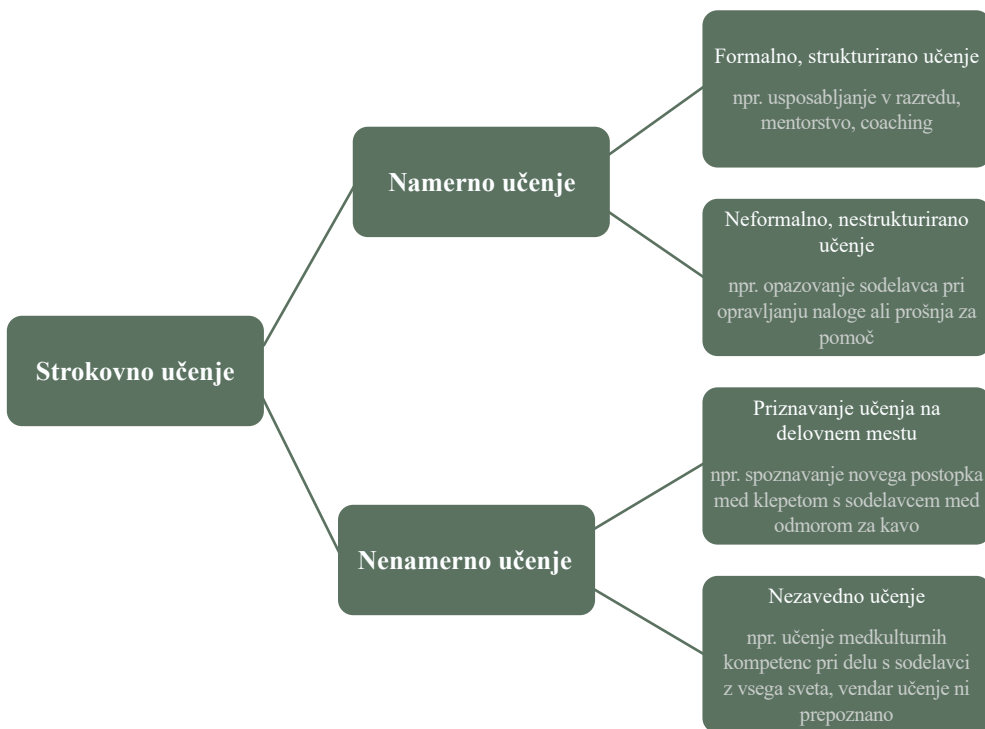 Strokovno učenje
Namerno učenje
Formalno, strukturirano učenje
npr. usposabljanje v razredu,
mentorstvo, coaching
Neformalno, nestrukturirano
učenje
npr. opazovanje sodelavca pri
opravljanju naloge ali prošnja za
pomoč
Nenamerno učenje
Priznavanje učenja na
delovnem mestu
npr. spoznavanje novega postopka
med klepetom s sodelavcem med
odmorom za kavo
Nezavedno učenje
npr. učenje medkulturnih
kompetenc pri delu s sodelavci
z vsega sveta, vendar učenje ni
prepoznano